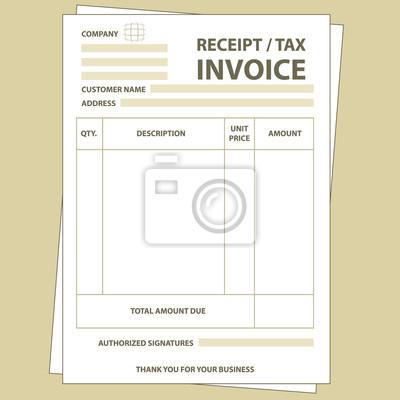 COMPANY
RECEIPT / TAX
INVOICE
CUSTOMER NAME
ADDRESS
QTY.
DESCRIPTION
UNIT
PRICE
AMOUNT
TOTAL AMOUNT DUE
AUTHORIZED SIGNATURES
THANK YOU FOR YOUR BUSINESS